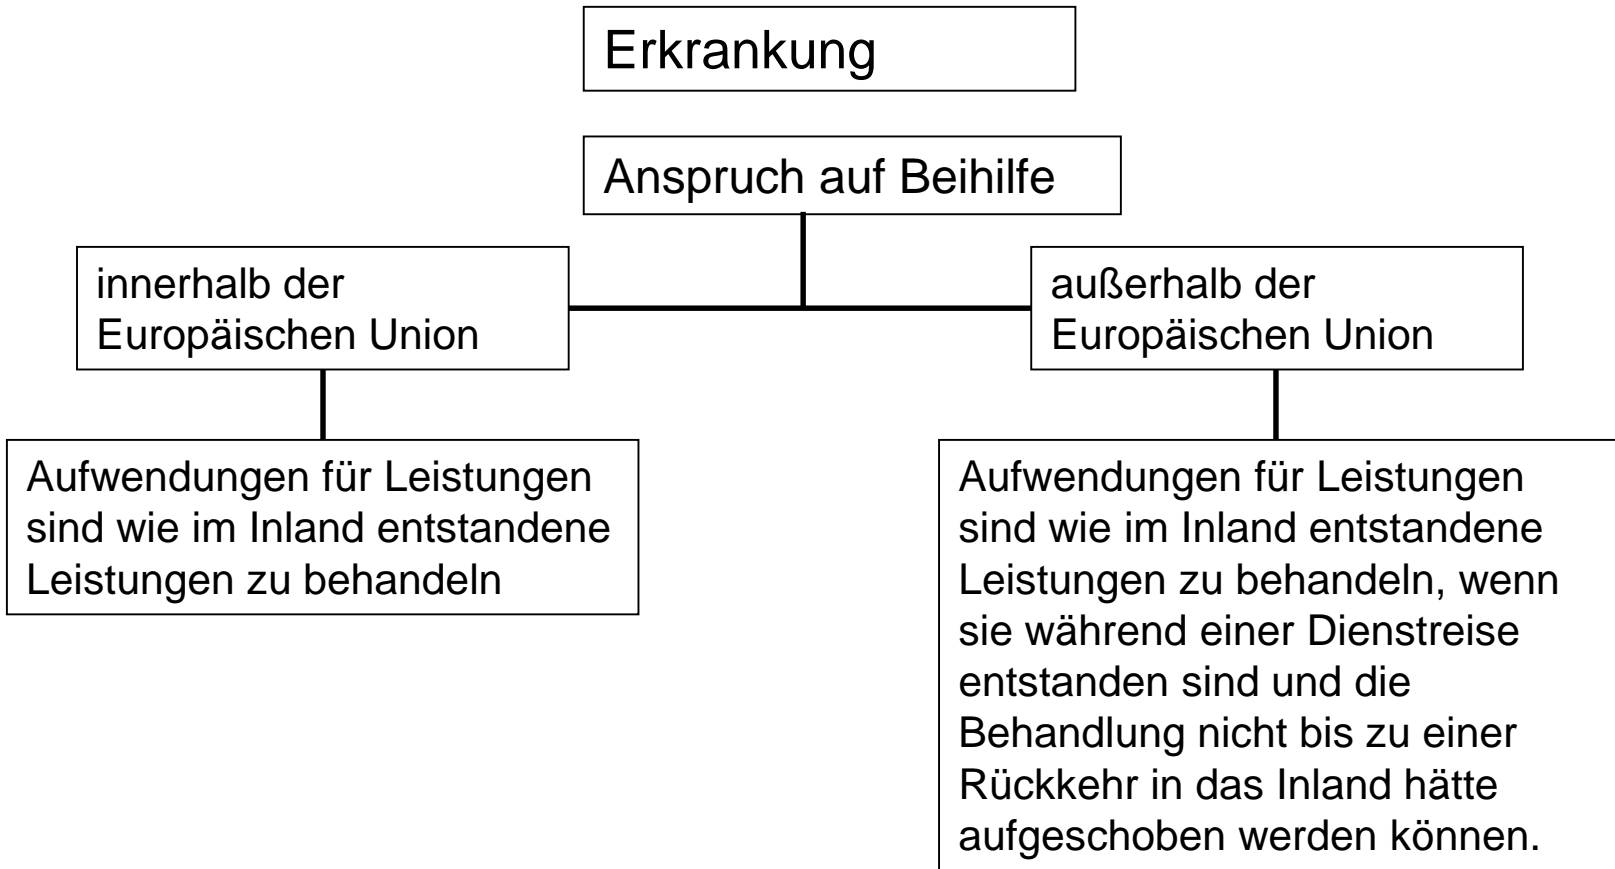 Erkrankung
Anspruch auf Beihilfe
innerhalb der
Europäischen Union
außerhalb der
Europäischen Union
Aufwendungen für Leistungen
sind wie im Inland entstandene
Leistungen zu behandeln
Aufwendungen für Leistungen
sind wie im Inland entstandene
Leistungen zu behandeln, wenn
sie während einer Dienstreise
entstanden sind und die
Behandlung nicht bis zu einer
Rückkehr in das Inland hätte
aufgeschoben werden können.